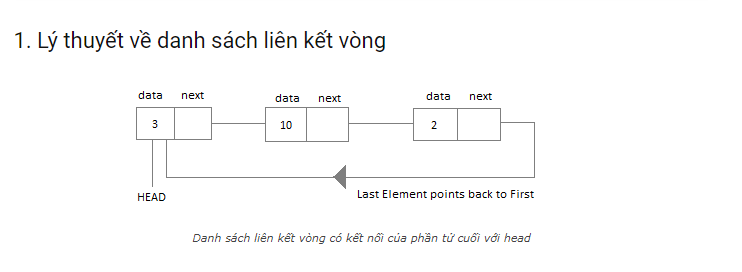 1. Lý thuyết về danh sách liên kết vòng
data next data next data next
3 10 2
HEAD Last Element points back to First
Danh sách liên kết vòng có kết nối của phần tử cuối với head